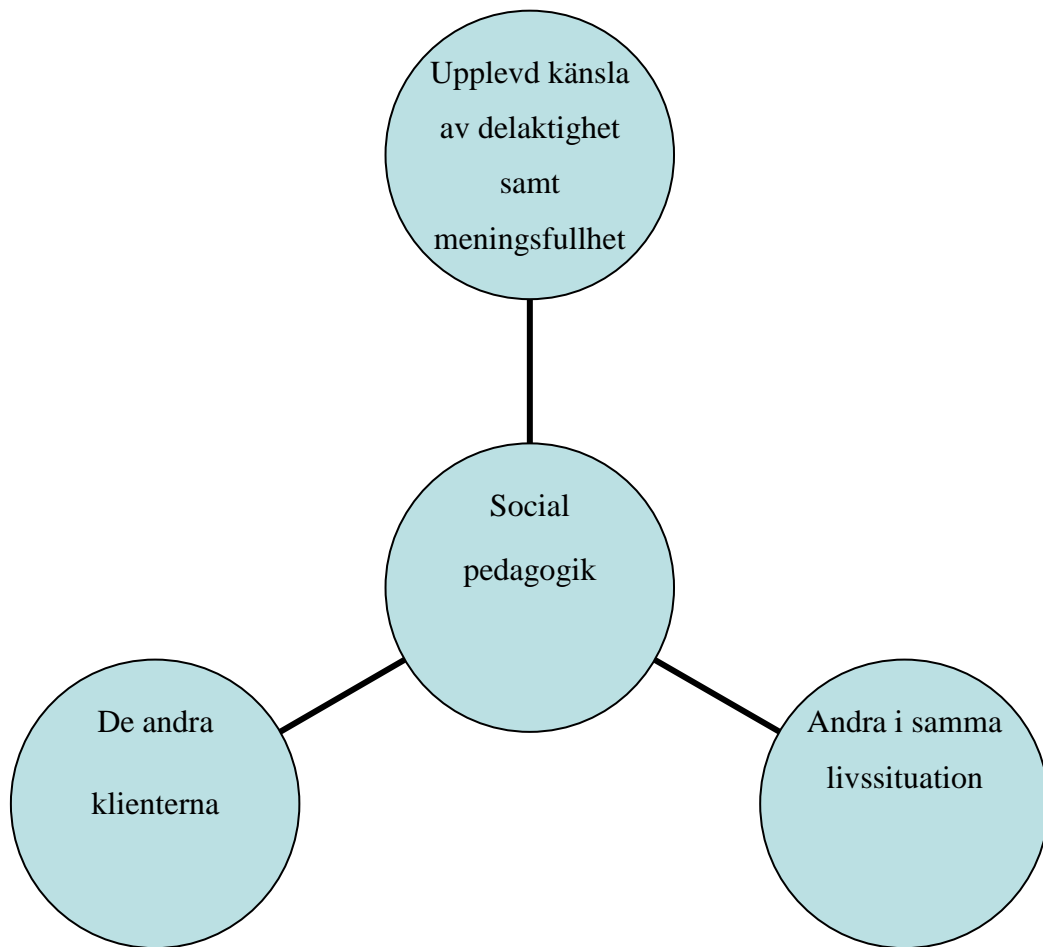 Upplevd känsla
av delaktighet
samt
meningsfullhet
Social
pedagogik
De andra
klienterna
Andra i samma
livssituation